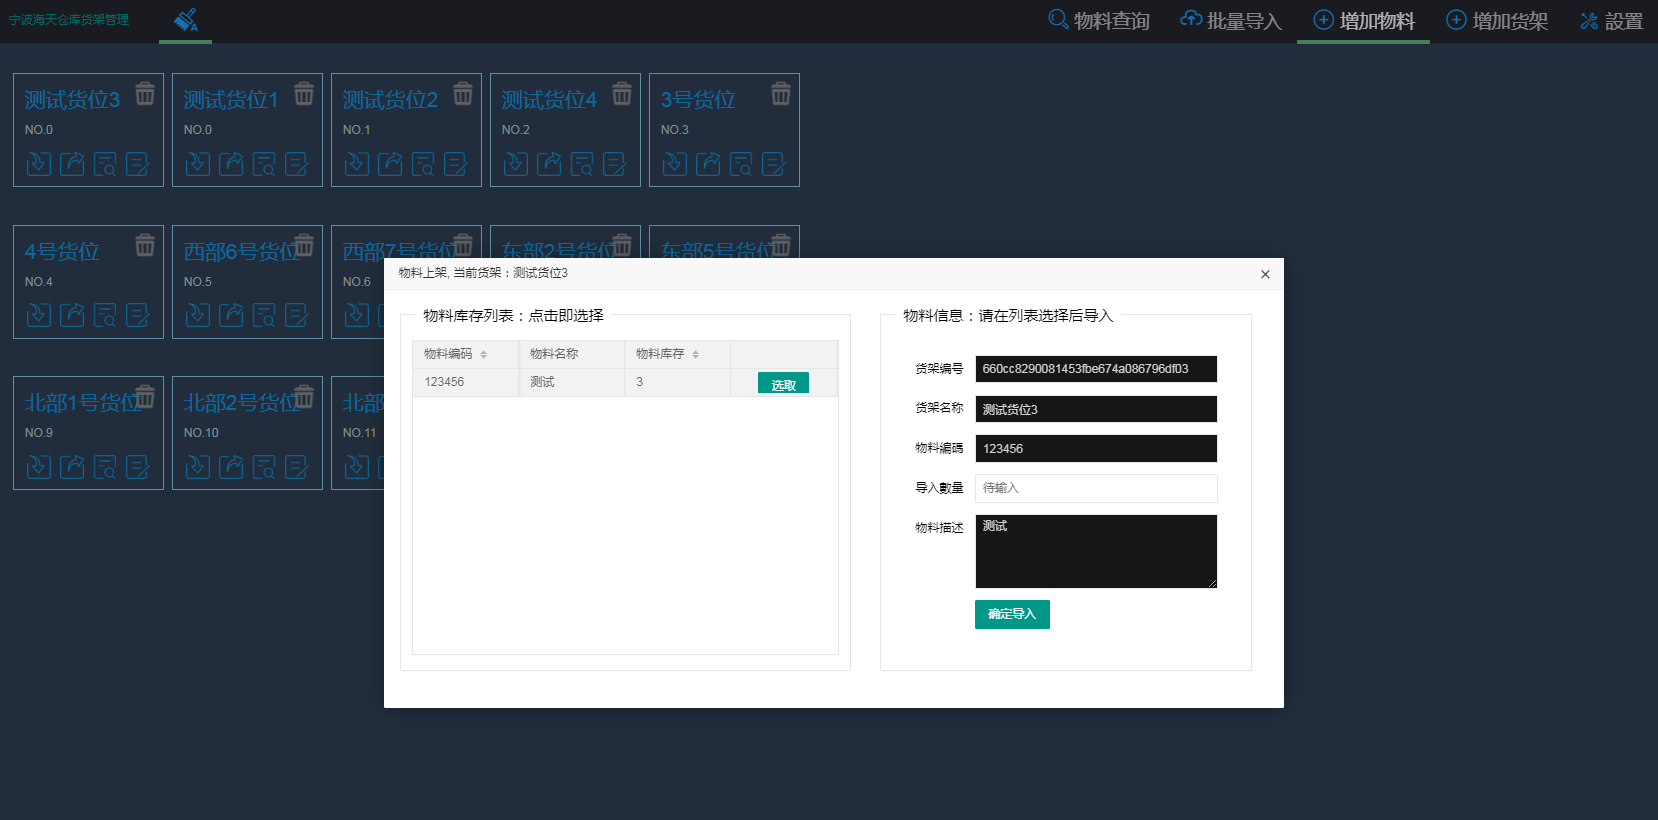 宁波海天仓库货架管理
物料查询 批量导入 增加物料 增加货架 設置
测试货位3 测试货位1 测试货位2 测试货位4 3号货位
NO.0 NO.0 NO.1 NO.2 NO.3
4号货位 西部6号货位 西部7号货位 东部2号货位 东部5号货位
NO.4 NO.5 NO.6
北部1号货位 北部2号货位 北部
NO.9 NO.10 NO.11
物料上架, 当前货架：测试货位3
物料库存列表：点击即选择
物料编码 物料名称 物料库存
123456 测试 3 选取
物料信息：请在列表选择后导入
货架编号 660cc8290081453fbe674a086796df03
货架名称 测试货位3
物料编碼 123456
导入數量 待输入
物料描述 测试
确定导入